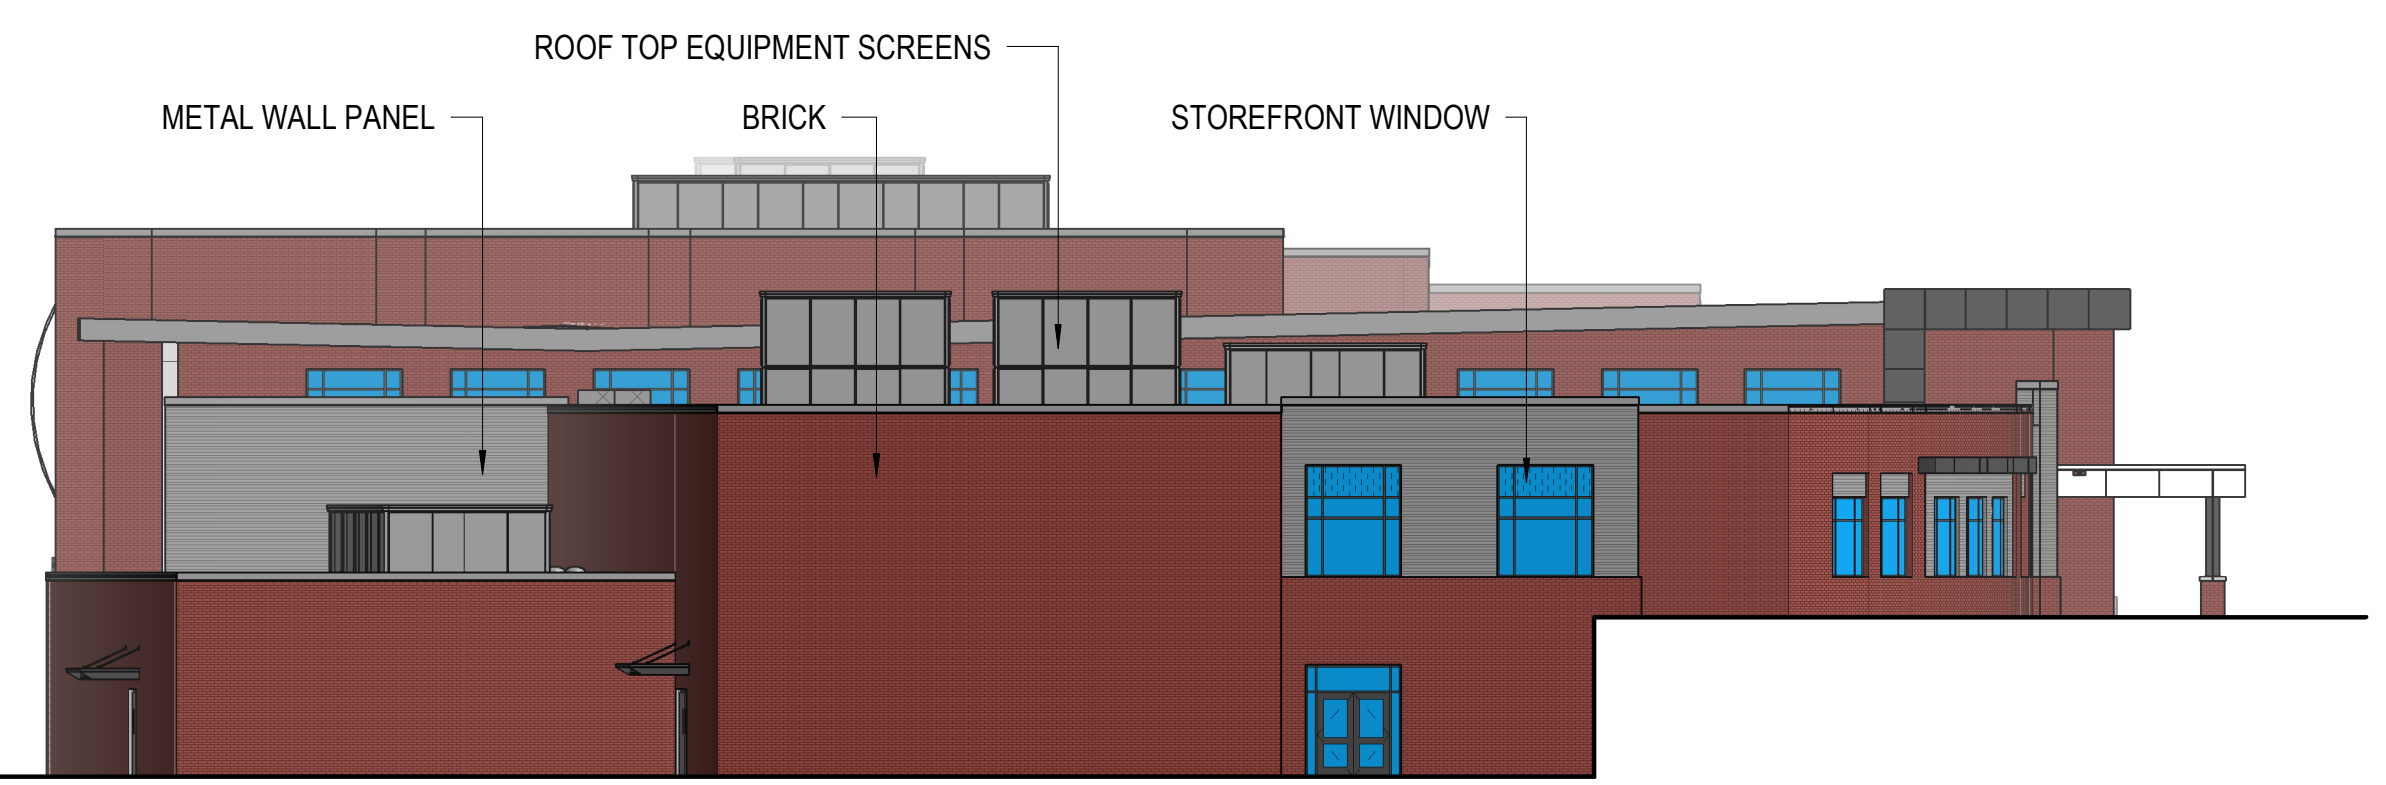 ROOF TOP EQUIPMENT SCREENS
METAL WALL PANEL
BRICK
STOREFRONT WINDOW